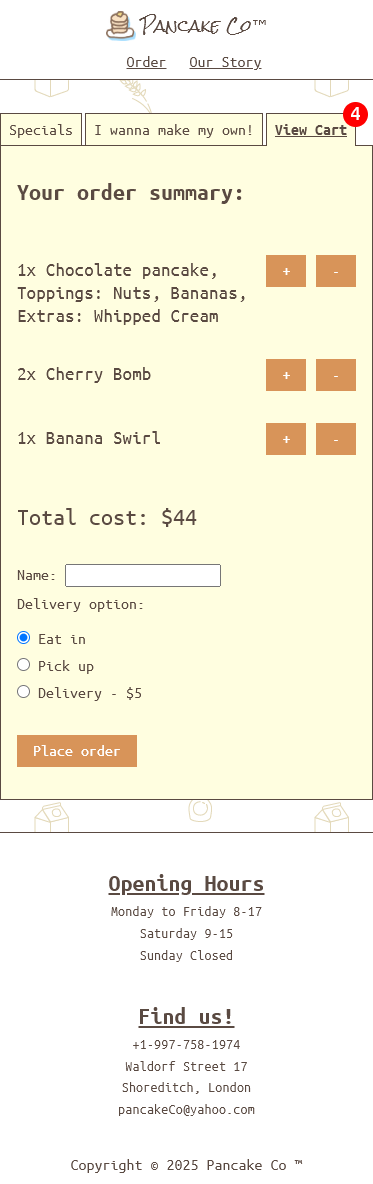 Pancake Co™
Order Our Story
Specials I wanna make my own! View Cart 4
Your order summary:
1x Chocolate pancake, + -
Toppings: Nuts, Bananas,
Extras: Whipped Cream
2x Cherry Bomb + -
1x Banana Swirl + -
Total cost: $44
Name:
Delivery option:
Eat in
Pick up
Delivery - $5
Place order
Opening Hours
Monday to Friday 8-17
Saturday 9-15
Sunday Closed
Find us!
+1-997-758-1974
Waldorf Street 17
Shoreditch, London
pancakeCo@yahoo.com
Copyright © 2025 Pancake Co ™